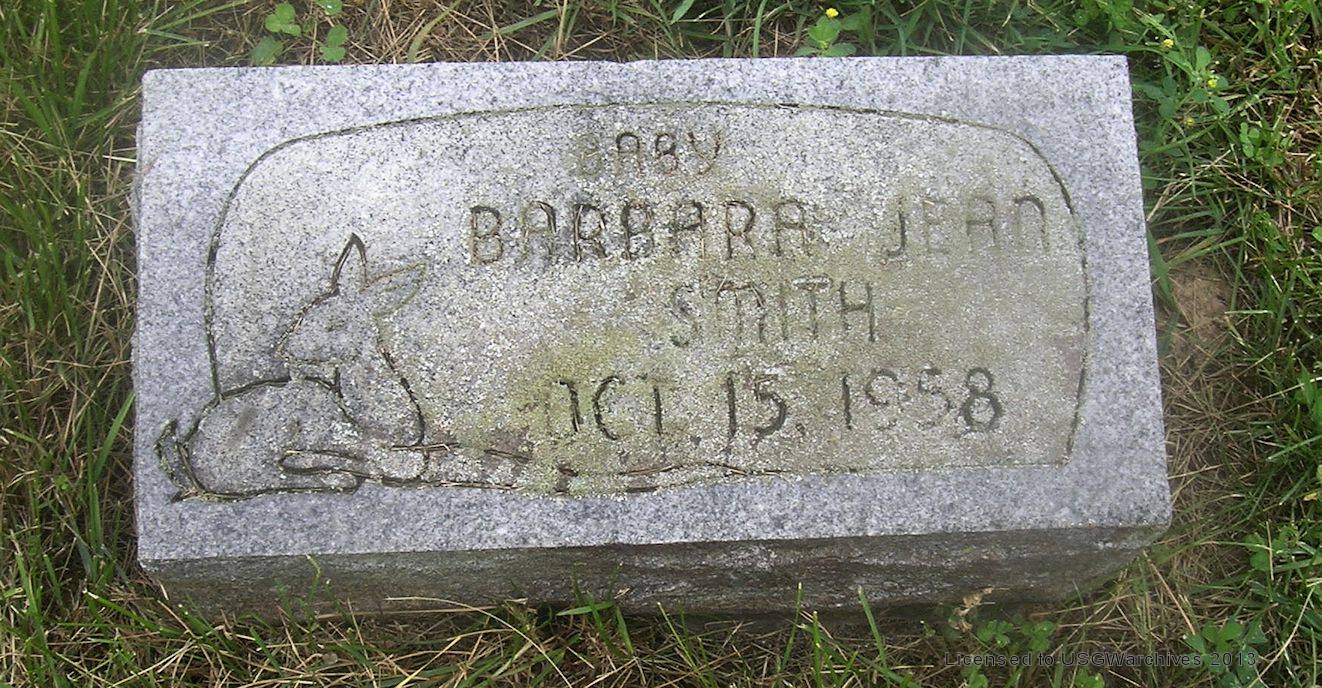 BABY
BARBARA JEAN
SMITH
OCT. 15, 1958
Licensed to USGWarchives 2013